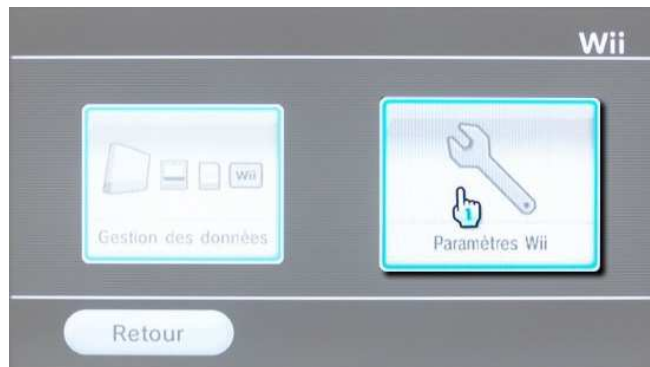 Wii
Wii
Gestion des données
1
Paramètres Wii
Retour